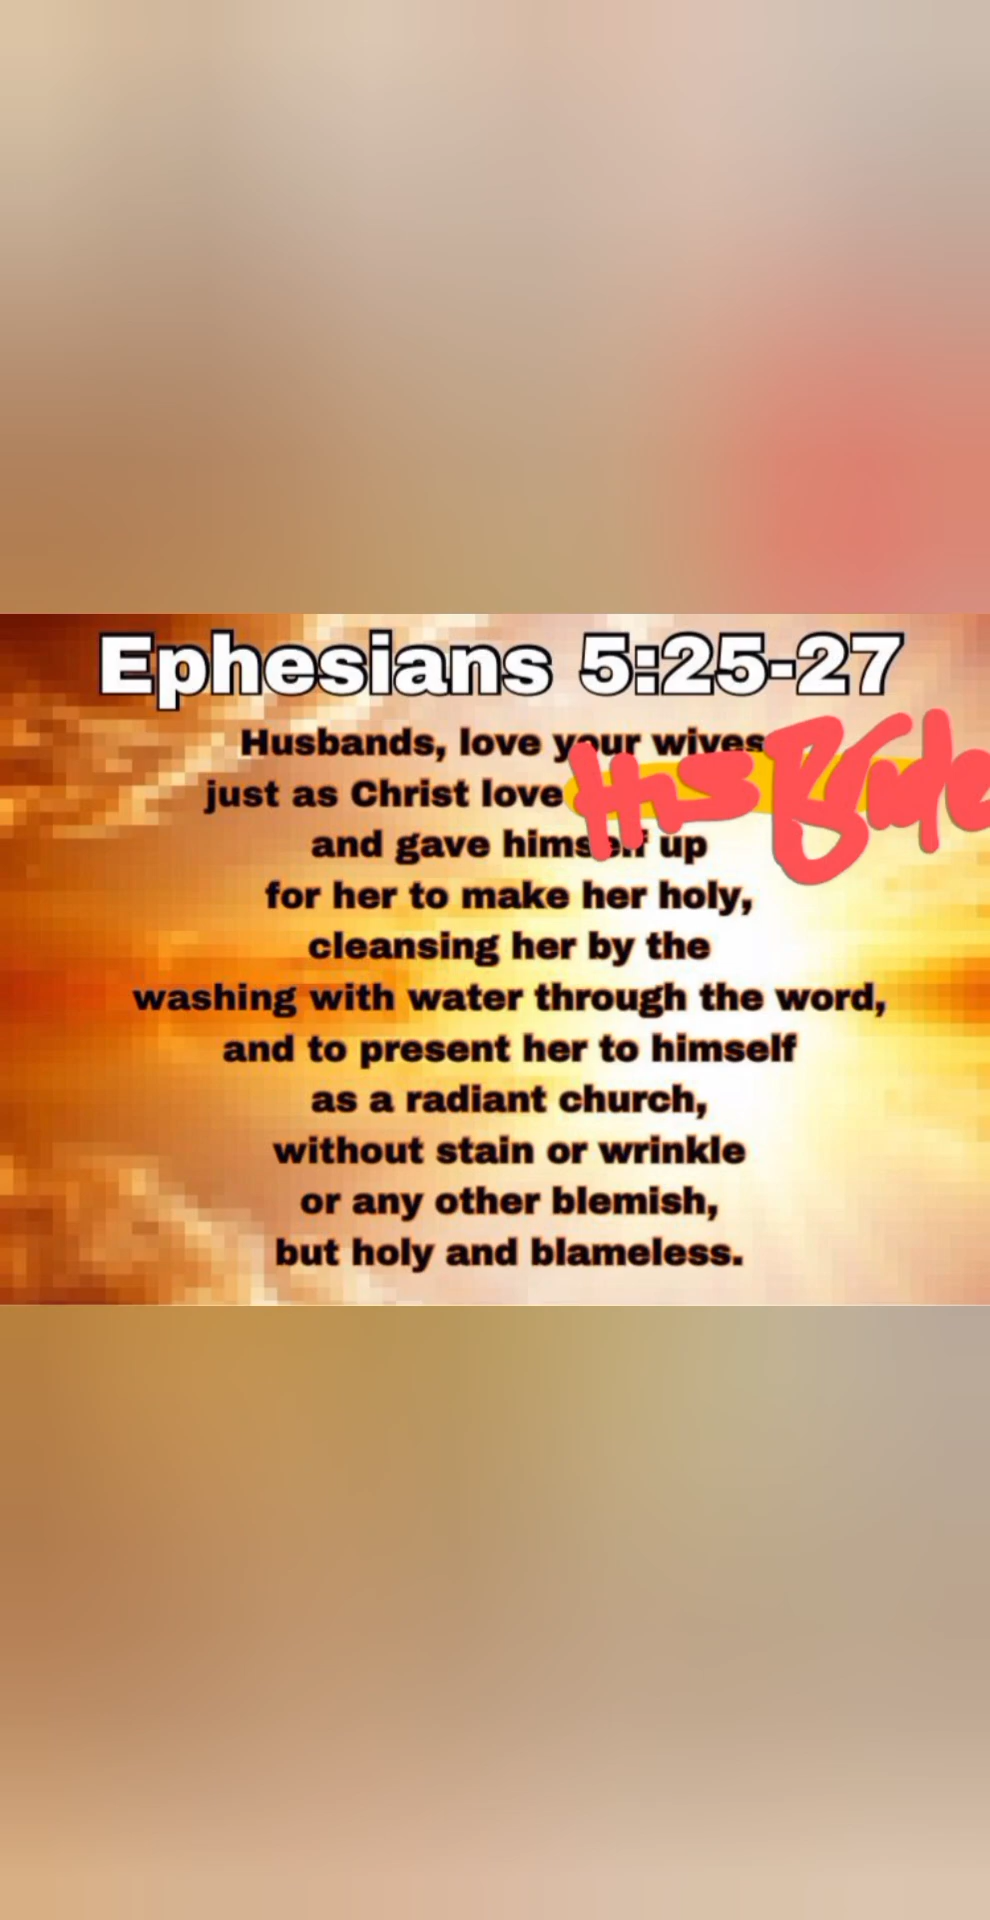 Ephesians 5:25-27
Husbands, love your wives
just as Christ love His Bride
and gave himself up
for her to make her holy,
cleansing her by the
washing with water through the word,
and to present her to himself
as a radiant church,
without stain or wrinkle
or any other blemish,
but holy and blameless.